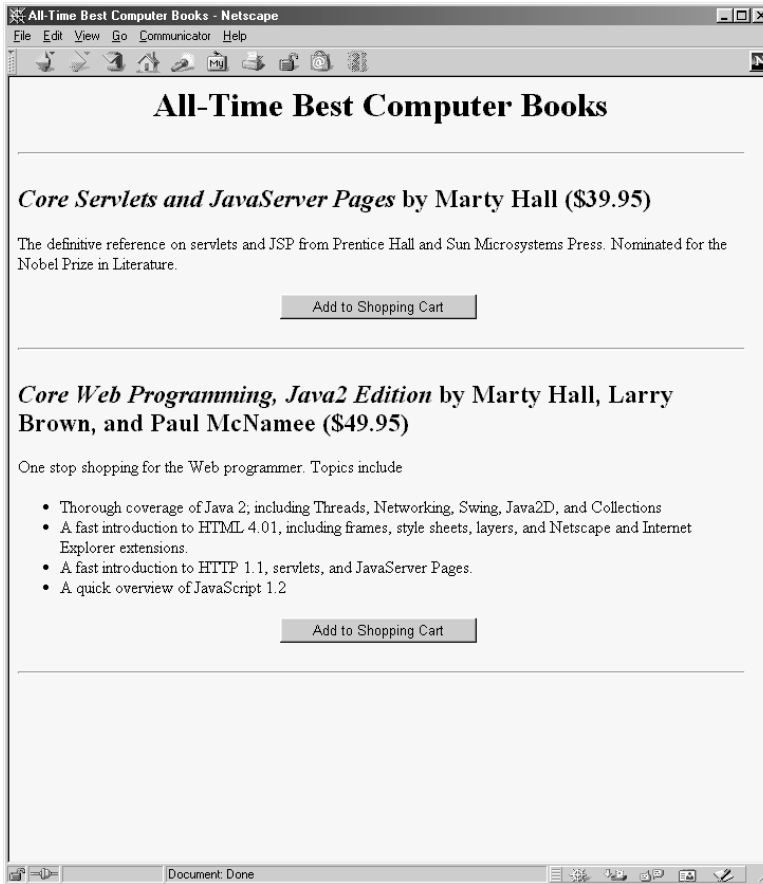 All-Time Best Computer Books - Netscape
File Edit View Go Communicator Help
My
N
All-Time Best Computer Books
Core Servlets and JavaServer Pages by Marty Hall ($39.95)
The definitive reference on servlets and JSP from Prentice Hall and Sun Microsystems Press. Nominated for the
Nobel Prize in Literature.
Add to Shopping Cart
Core Web Programming, Java2 Edition by Marty Hall, Larry
Brown, and Paul McNamee ($49.95)
One stop shopping for the Web programmer. Topics include
• Thorough coverage of Java 2; including Threads, Networking, Swing, Java2D, and Collections
• A fast introduction to HTML 4.01, including frames, style sheets, layers, and Netscape and Internet
Explorer extensions.
• A fast introduction to HTTP 1.1, servlets, and JavaServer Pages.
• A quick overview of JavaScript 1.2
Add to Shopping Cart
Document: Done